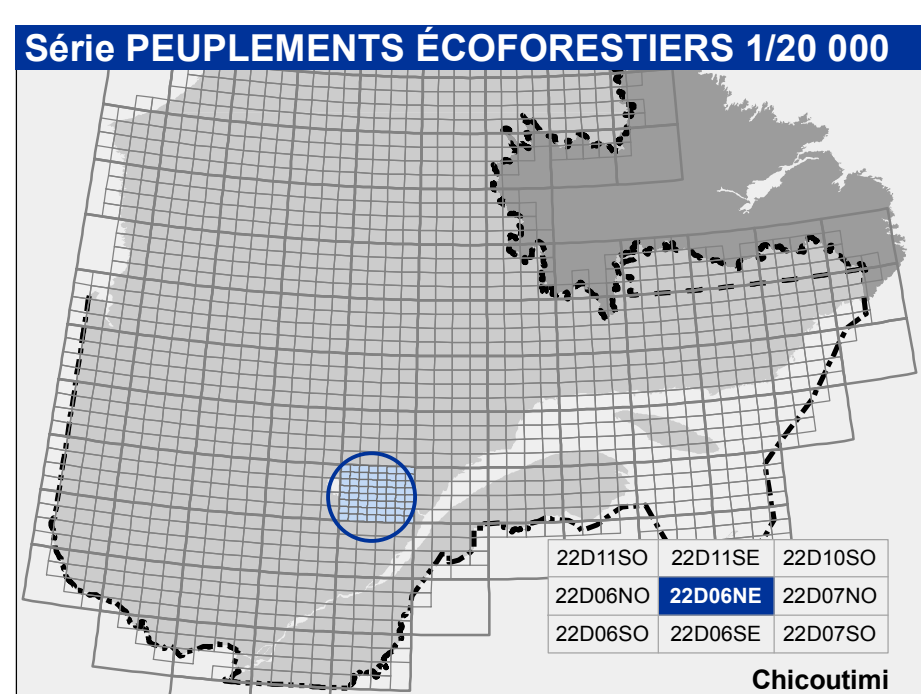 Série PEUPLEMENTS ÉCOFORESTIERS 1/20 000
22D11SO 22D11SE 22D10SO
22D06NO 22D06NE 22D07NO
22D06SO 22D06SE 22D07SO
Chicoutimi